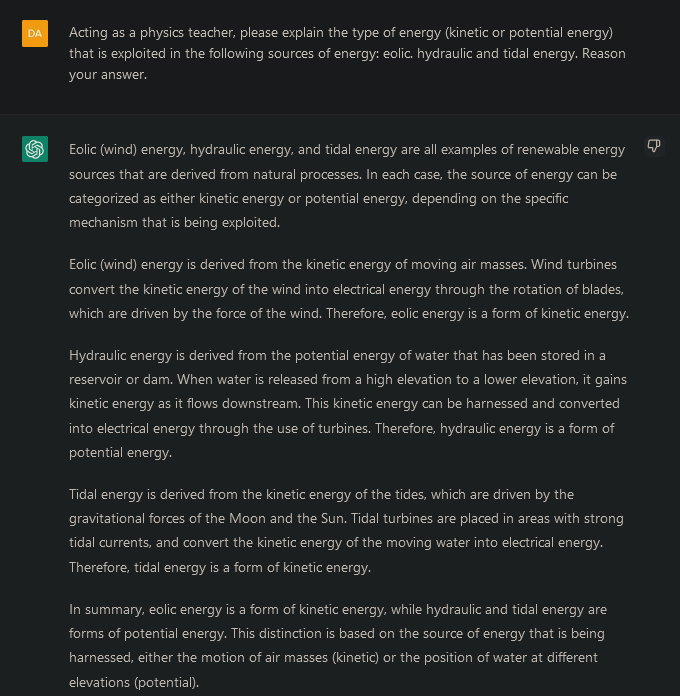 DA
Acting as a physics teacher, please explain the type of energy (kinetic or potential energy)
that is exploited in the following sources of energy: eolic. hydraulic and tidal energy. Reason
your answer.
Eolic (wind) energy, hydraulic energy, and tidal energy are all examples of renewable energy
sources that are derived from natural processes. In each case, the source of energy can be
categorized as either kinetic energy or potential energy, depending on the specific
mechanism that is being exploited.
Eolic (wind) energy is derived from the kinetic energy of moving air masses. Wind turbines
convert the kinetic energy of the wind into electrical energy through the rotation of blades,
which are driven by the force of the wind. Therefore, eolic energy is a form of kinetic energy.
Hydraulic energy is derived from the potential energy of water that has been stored in a
reservoir or dam. When water is released from a high elevation to a lower elevation, it gains
kinetic energy as it flows downstream. This kinetic energy can be harnessed and converted
into electrical energy through the use of turbines. Therefore, hydraulic energy is a form of
potential energy.
Tidal energy is derived from the kinetic energy of the tides, which are driven by the
gravitational forces of the Moon and the Sun. Tidal turbines are placed in areas with strong
tidal currents, and convert the kinetic energy of the moving water into electrical energy.
Therefore, tidal energy is a form of kinetic energy.
In summary, eolic energy is a form of kinetic energy, while hydraulic and tidal energy are
forms of potential energy. This distinction is based on the source of energy that is being
harnessed, either the motion of air masses (kinetic) or the position of water at different
elevations (potential).